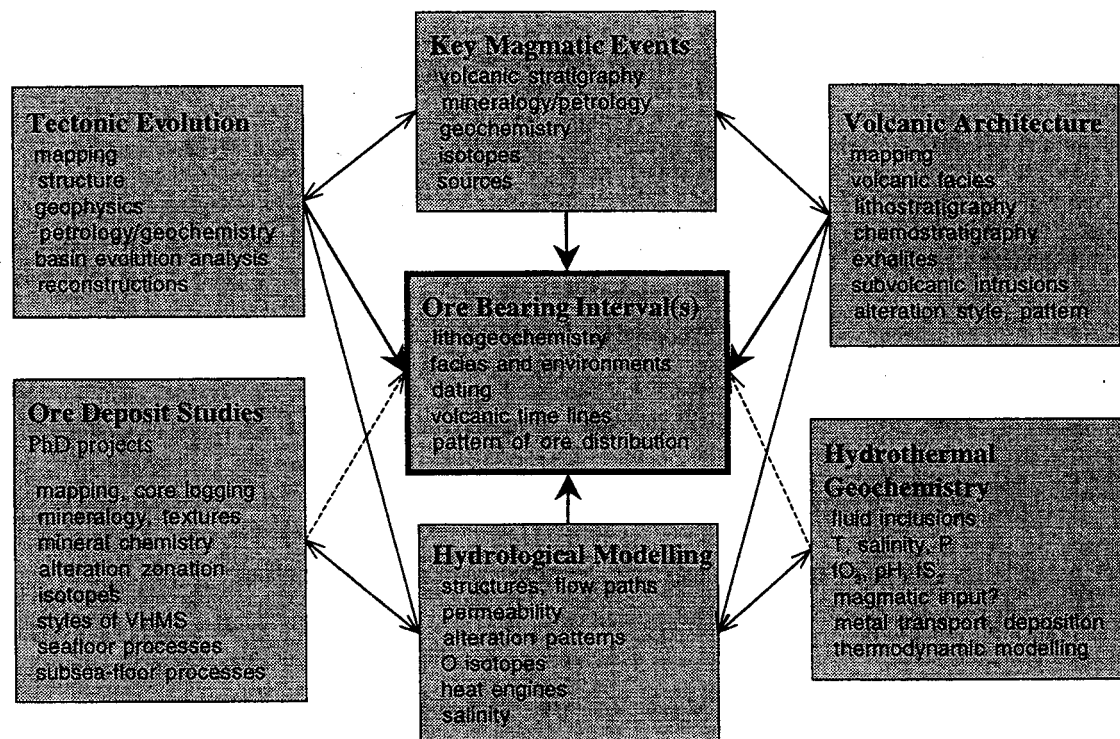 Key Magmatic Events
volcanic stratigraphy
mineralogy/petrology
geochemistry
isotopes
sources
Tectonic Evolution
mapping
structure
geophysics
petrology/geochemistry
basin evolution analysis
reconstructions
Volcanic Architecture
mapping
volcanic facies
lithostratigraphy
chemostratigraphy
exhalites
subvolcanic intrusions
alteration style, pattern
Ore Bearing Interval(s)
lithogeochemistry
facies and environments
dating
volcanic time lines
pattern of ore distribution
Ore Deposit Studies
PhD projects
mapping, core logging
mineralogy, textures
mineral chemistry
alteration zonation
isotopes
styles of VHMS
seafloor processes
subsea-floor processes
Hydrological Modelling
structures, flow paths
permeability
alteration patterns
O isotopes
heat engines
salinity
Hydrothermal
Geochemistry
fluid inclusions
T, salinity, P
fO₂, pH, fS₂
magmatic input?
metal transport, deposition
thermodynamic modelling